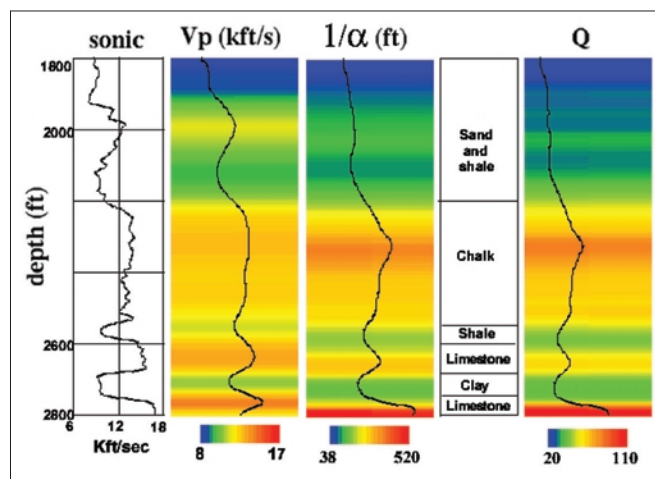 sonic
Vp (kft/s)
1/α (ft)
Q
depth (ft)
1800
2000
2600
2800
6
12
18
Kft/sec
Sand
and
shale
Chalk
Shale
Limestone
Clay
Limestone
8
17
38
520
20
110